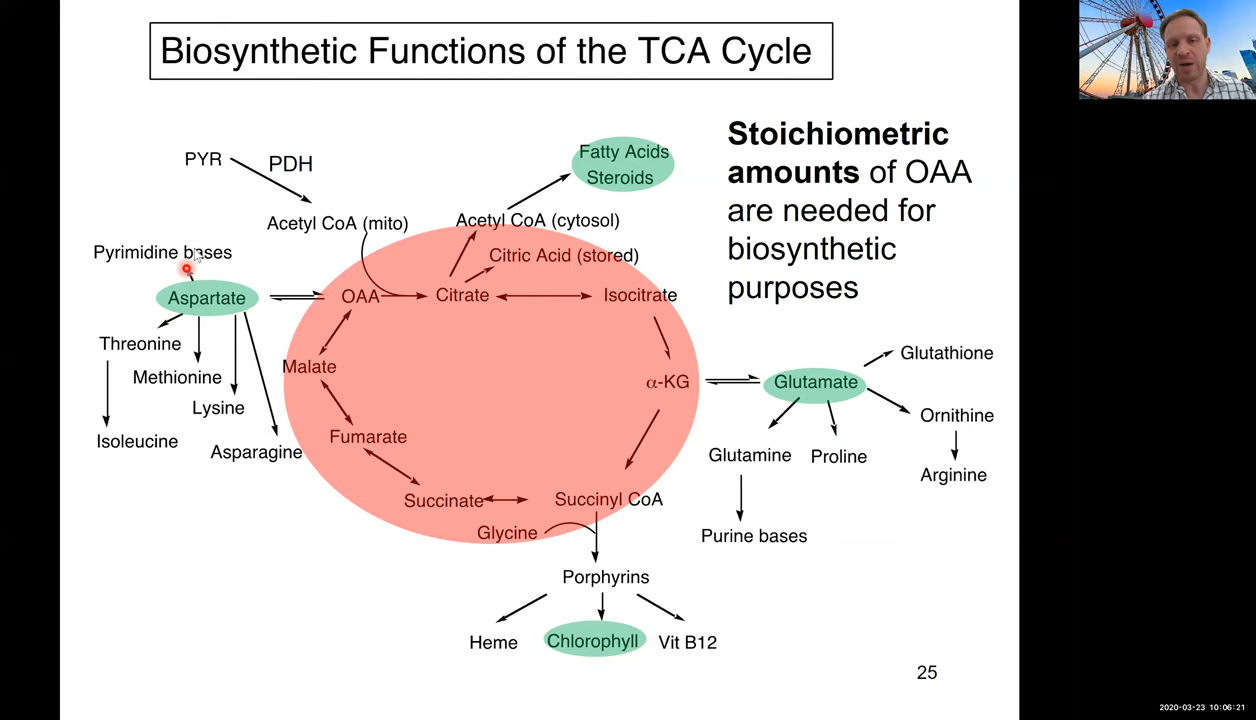 Biosynthetic Functions of the TCA Cycle
Stoichiometric
amounts of OAA
are needed for
biosynthetic
purposes
PYR
PDH
Fatty Acids
Steroids
Acetyl CoA (mito)
Acetyl CoA (cytosol)
Pyrimidine bases
Citric Acid (stored)
Aspartate
OAA
Citrate
Isocitrate
Threonine
Methionine
Lysine
Isoleucine
Asparagine
Malate
α-KG
Glutamate
Glutathione
Ornithine
Fumarate
Glutamine
Proline
Arginine
Succinate
Succinyl CoA
Glycine
Purine bases
Porphyrins
Heme
Chlorophyll
Vit B12
25
2020-03-23 10:06:21